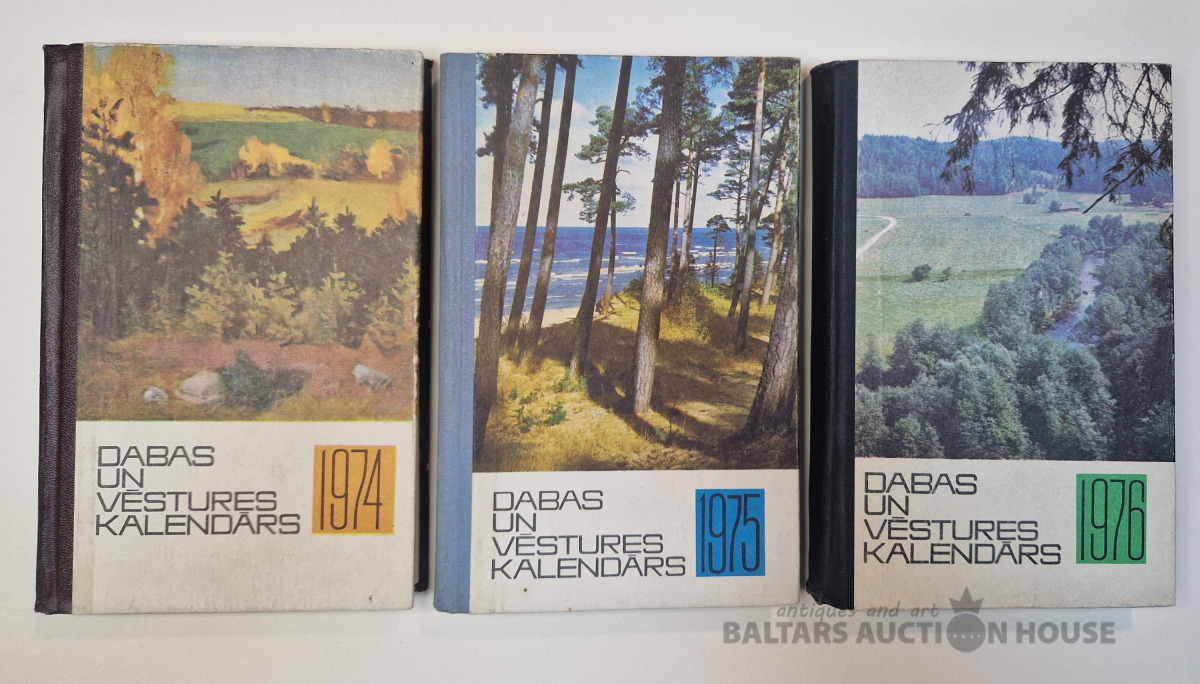 DABAS
UN
VĒSTURES
KALENDĀRS
1974
DABAS
UN
VĒSTURES
KALENDĀRS
1975
DABAS
UN
VĒSTURES
KALENDĀRS
1976
antiques and art
BALTARS AUCTION HOUSE